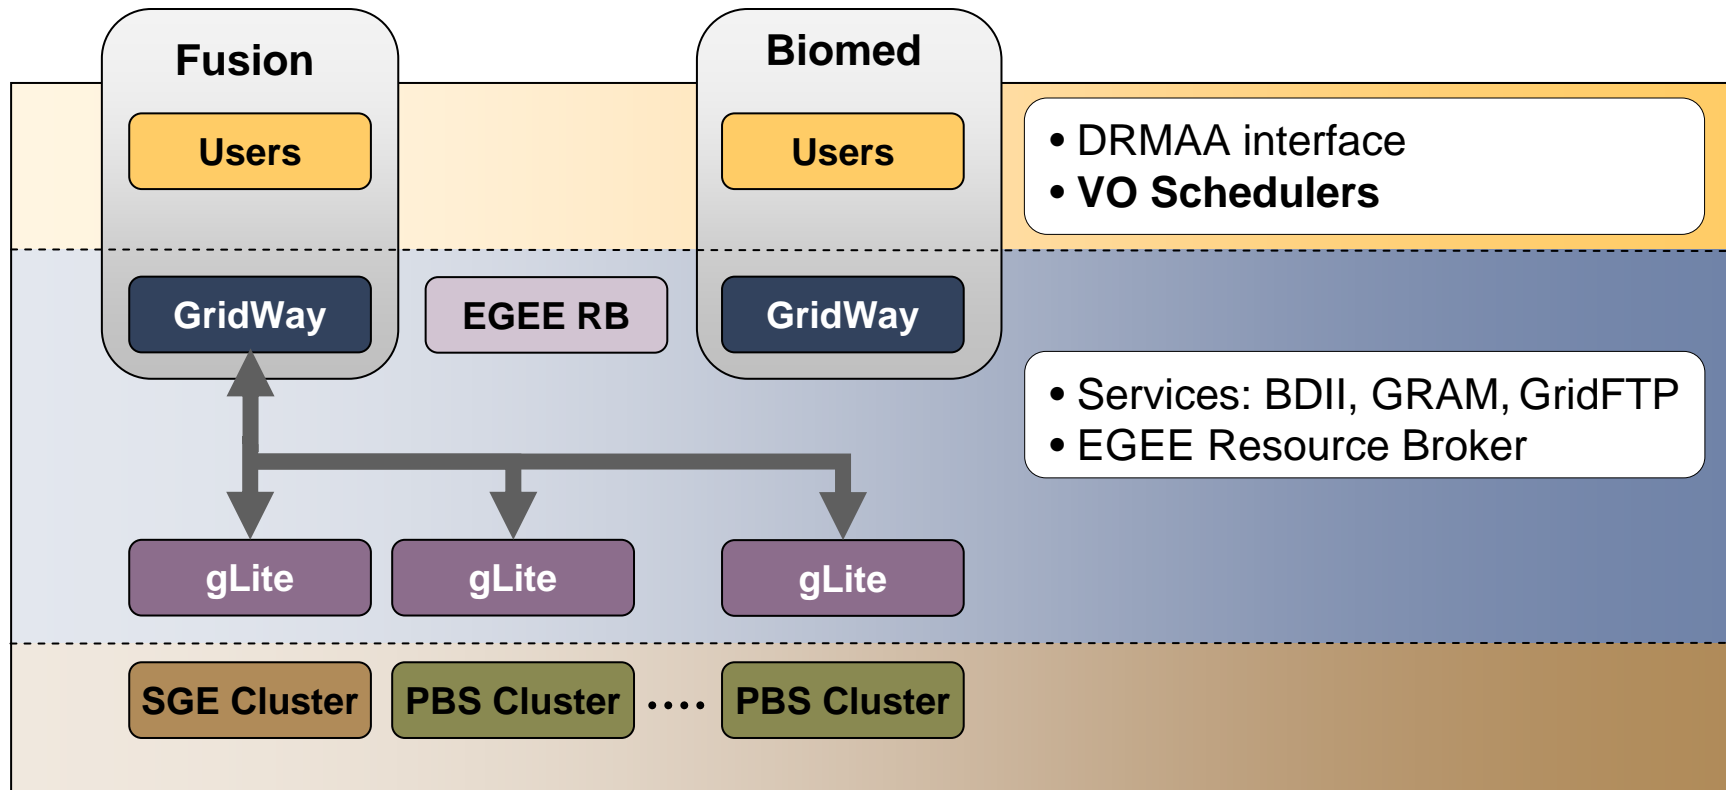 Fusion
Biomed
Users
Users
• DRMAA interface
• VO Schedulers
GridWay
EGEE RB
GridWay
• Services: BDII, GRAM, GridFTP
• EGEE Resource Broker
gLite
gLite
gLite
SGE Cluster
PBS Cluster
....
PBS Cluster